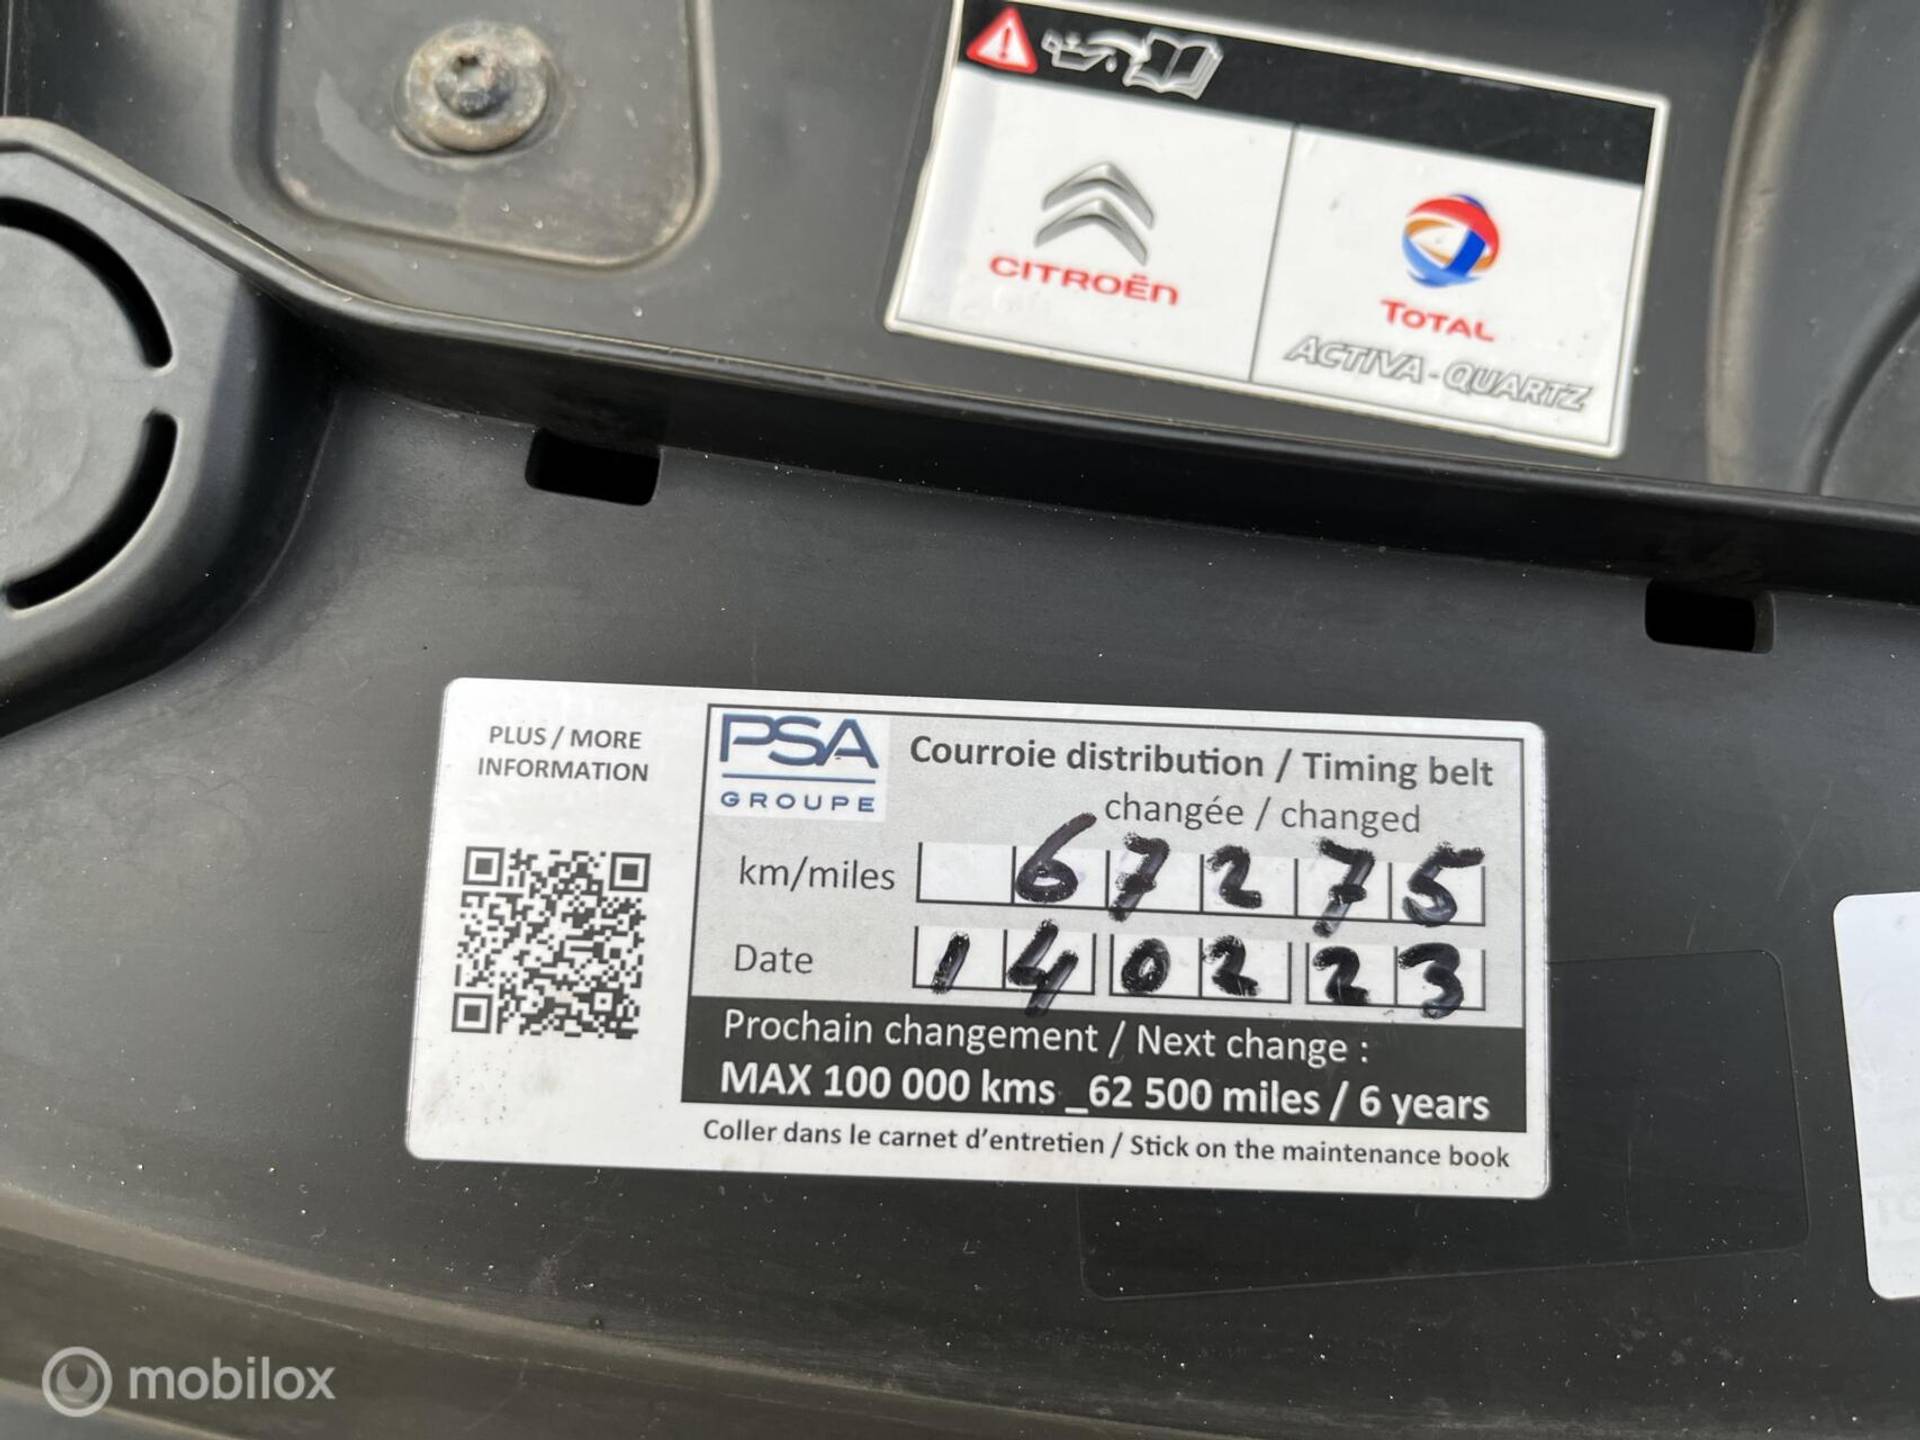 CITROËN
TOTAL
ACTIVA-QUARTZ
PLUS / MORE
INFORMATION
PSA
GROUPE
Courroie distribution / Timing belt
changée / changed
km/miles 67275
Date 140223
Prochain changement / Next change :
MAX 100 000 kms _62 500 miles / 6 years
Coller dans le carnet d'entretien / Stick on the maintenance book
mobilox